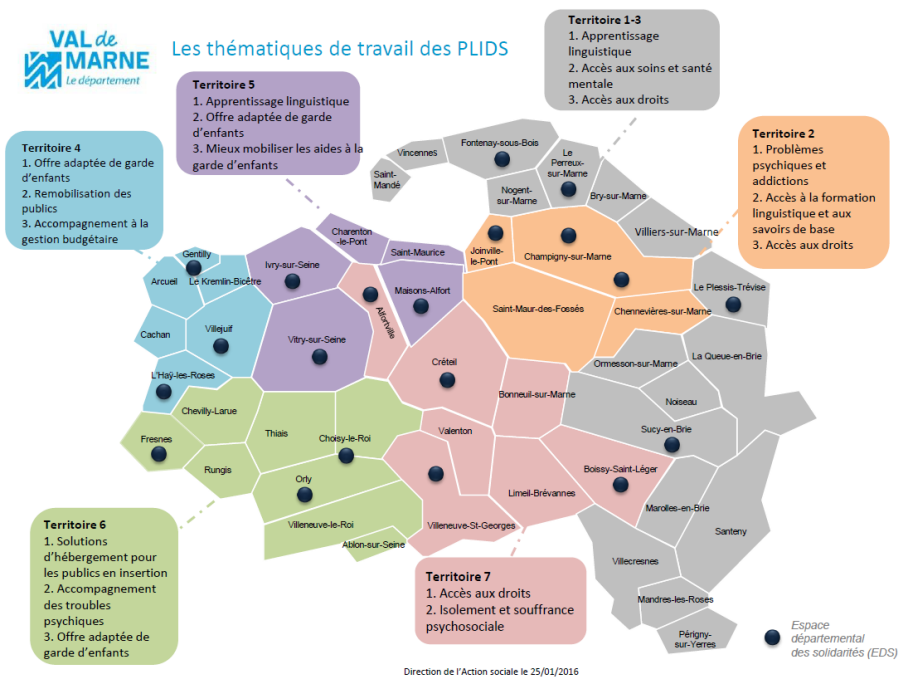 VAL de
MARNE
Le département
Les thématiques de travail des PLIDS
Territoire 1-3
1. Apprentissage
linguistique
2. Accès aux soins et santé
mentale
3. Accès aux droits
Territoire 5
1. Apprentissage linguistique
2. Offre adaptée de garde
d'enfants
3. Mieux mobiliser les aides à la
garde d'enfants
Territoire 4
1. Offre adaptée de garde
d'enfants
2. Remobilisation des
publics
3. Accompagnement à la
gestion budgétaire
Territoire 2
1. Problèmes
psychiques et
addictions
2. Accès à la formation
linguistique et aux
savoirs de base
3. Accès aux droits
Vincennes
Fontenay-sous-Bois
Saint-
Mandé
Le
Perreux-
sur-Marne
Nogent-
sur-Marne
Bry-sur-Marne
Villiers-sur-Marne
Charenton
-le-Pont
Saint-Maurice
Joinville-
le-Pont
Champigny-sur-Marne
Gentilly
Arcueil
Le Kremlin-Bicêtre
Ivry-sur-Seine
Maisons-Alfort
Alfortville
Saint-Maur-des-Fossés
Chennevières-sur-Marne
Le Plessis-Trévise
Cachan
Villejuif
Vitry-sur-Seine
Créteil
Ormesson-sur-Marne
La Queue-en-Brie
L'Haÿ-les-Roses
Bonneuil-sur-Marne
Noiseau
Chevilly-Larue
Thiais
Choisy-le-Roi
Valenton
Sucy-en-Brie
Fresnes
Rungis
Orly
Limeil-Brévannes
Boissy-Saint-Léger
Marolles-en-Brie
Santeny
Villeneuve-le-Roi
Villeneuve-St-Georges
Ablon-sur-Seine
Villecresnes
Mandres-les-Roses
Périgny
-sur-Yerres
Territoire 6
1. Solutions
d'hébergement pour
les publics en insertion
2. Accompagnement
des troubles
psychiques
3. Offre adaptée de
garde d'enfants
Territoire 7
1. Accès aux droits
2. Isolement et souffrance
psychosociale
Espace
départemental
des solidarités (EDS)
Direction de l'Action sociale le 25/01/2016